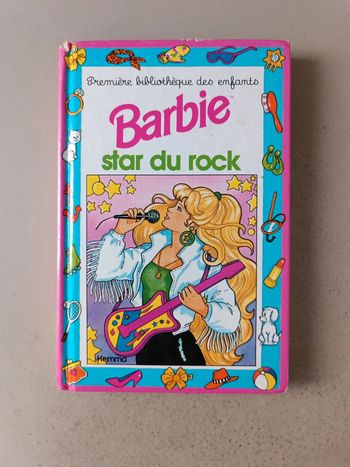 Première bibliothèque des enfants
Barbie
star du rock
Hemma